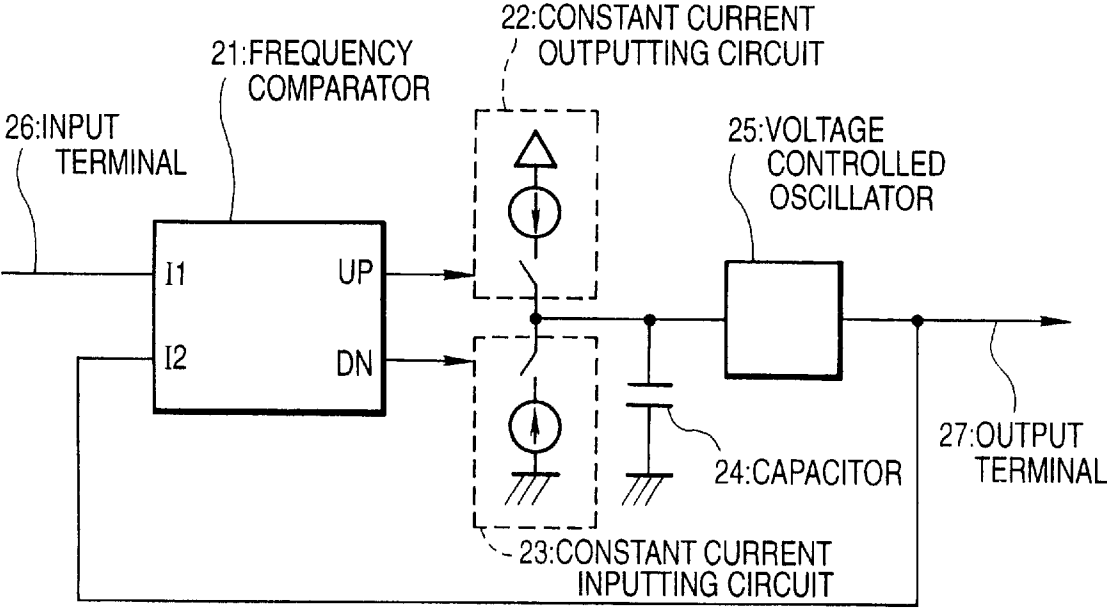 22:CONSTANT CURRENT
OUTPUTTING CIRCUIT
21:FREQUENCY
COMPARATOR
26:INPUT
TERMINAL
25:VOLTAGE
CONTROLLED
OSCILLATOR
I1
UP
I2
DN
27:OUTPUT
TERMINAL
24:CAPACITOR
23:CONSTANT CURRENT
INPUTTING CIRCUIT